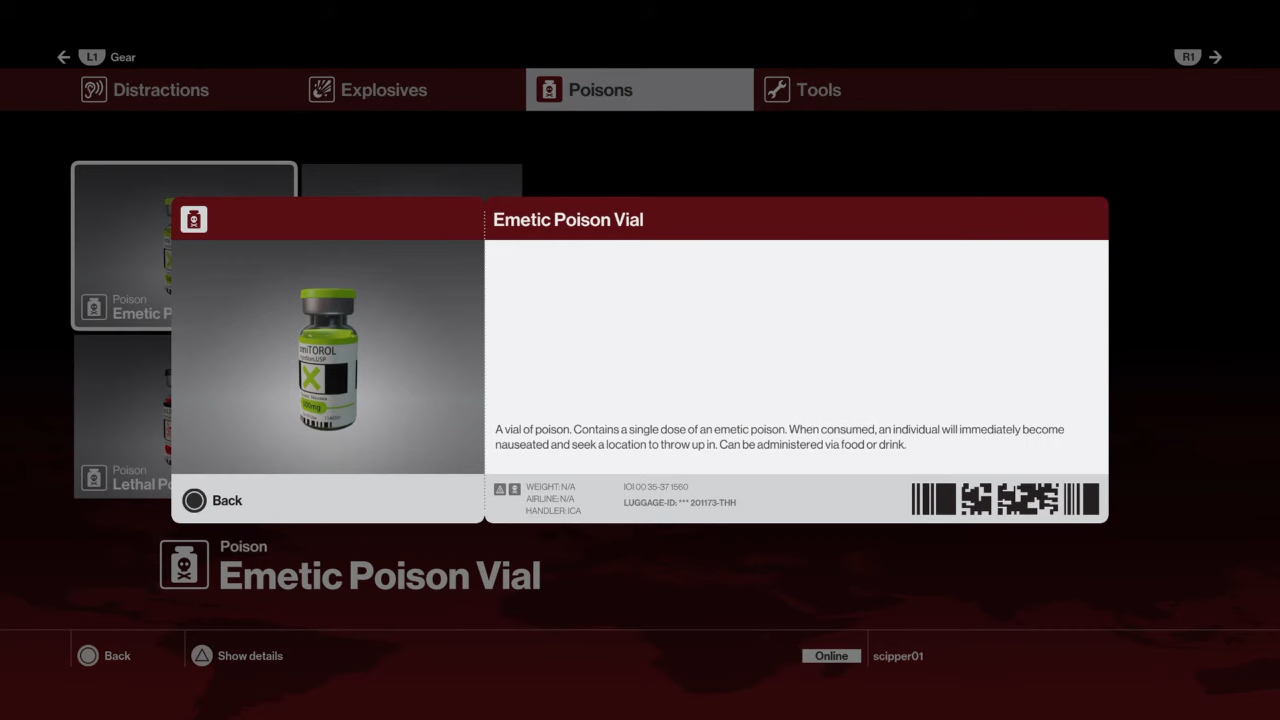 L1 Gear
R1
Distractions
Explosives
Poisons
Tools
Emetic Poison Vial
Poison
Emetic P
Poison
Lethal Po
miTOROL
X
A vial of poison. Contains a single dose of an emetic poison. When consumed, an individual will immediately become
nauseated and seek a location to throw up in. Can be administered via food or drink.
Back
WEIGHT: N/A
AIRLINE: N/A
HANDLER: ICA
IOI 00 35-37 1560
LUGGAGE-ID: *** 201173-THH
Poison
Emetic Poison Vial
Back
Show details
Online
scipper01